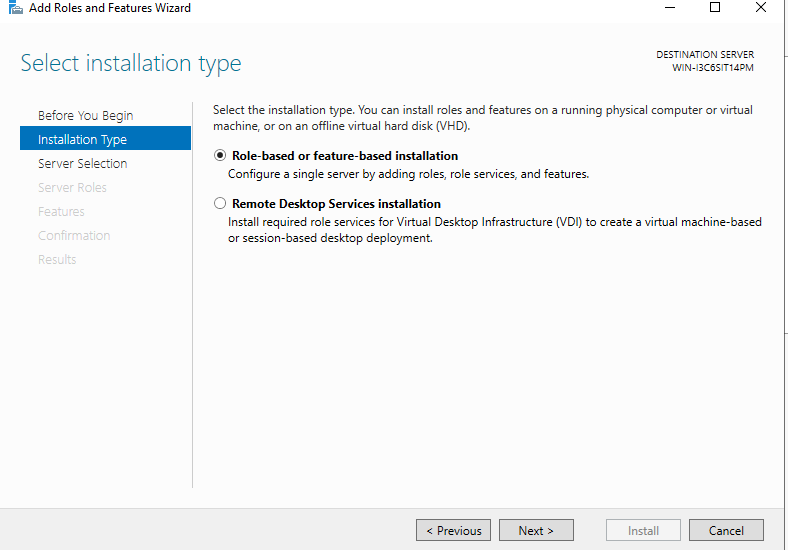 Add Roles and Features Wizard
Select installation type
DESTINATION SERVER
WIN-I3C6SIT14PM
Before You Begin
Installation Type
Server Selection
Server Roles
Features
Confirmation
Results
Select the installation type. You can install roles and features on a running physical computer or virtual
machine, or on an offline virtual hard disk (VHD).
Role-based or feature-based installation
Configure a single server by adding roles, role services, and features.
Remote Desktop Services installation
Install required role services for Virtual Desktop Infrastructure (VDI) to create a virtual machine-based
or session-based desktop deployment.
< Previous
Next >
Install
Cancel